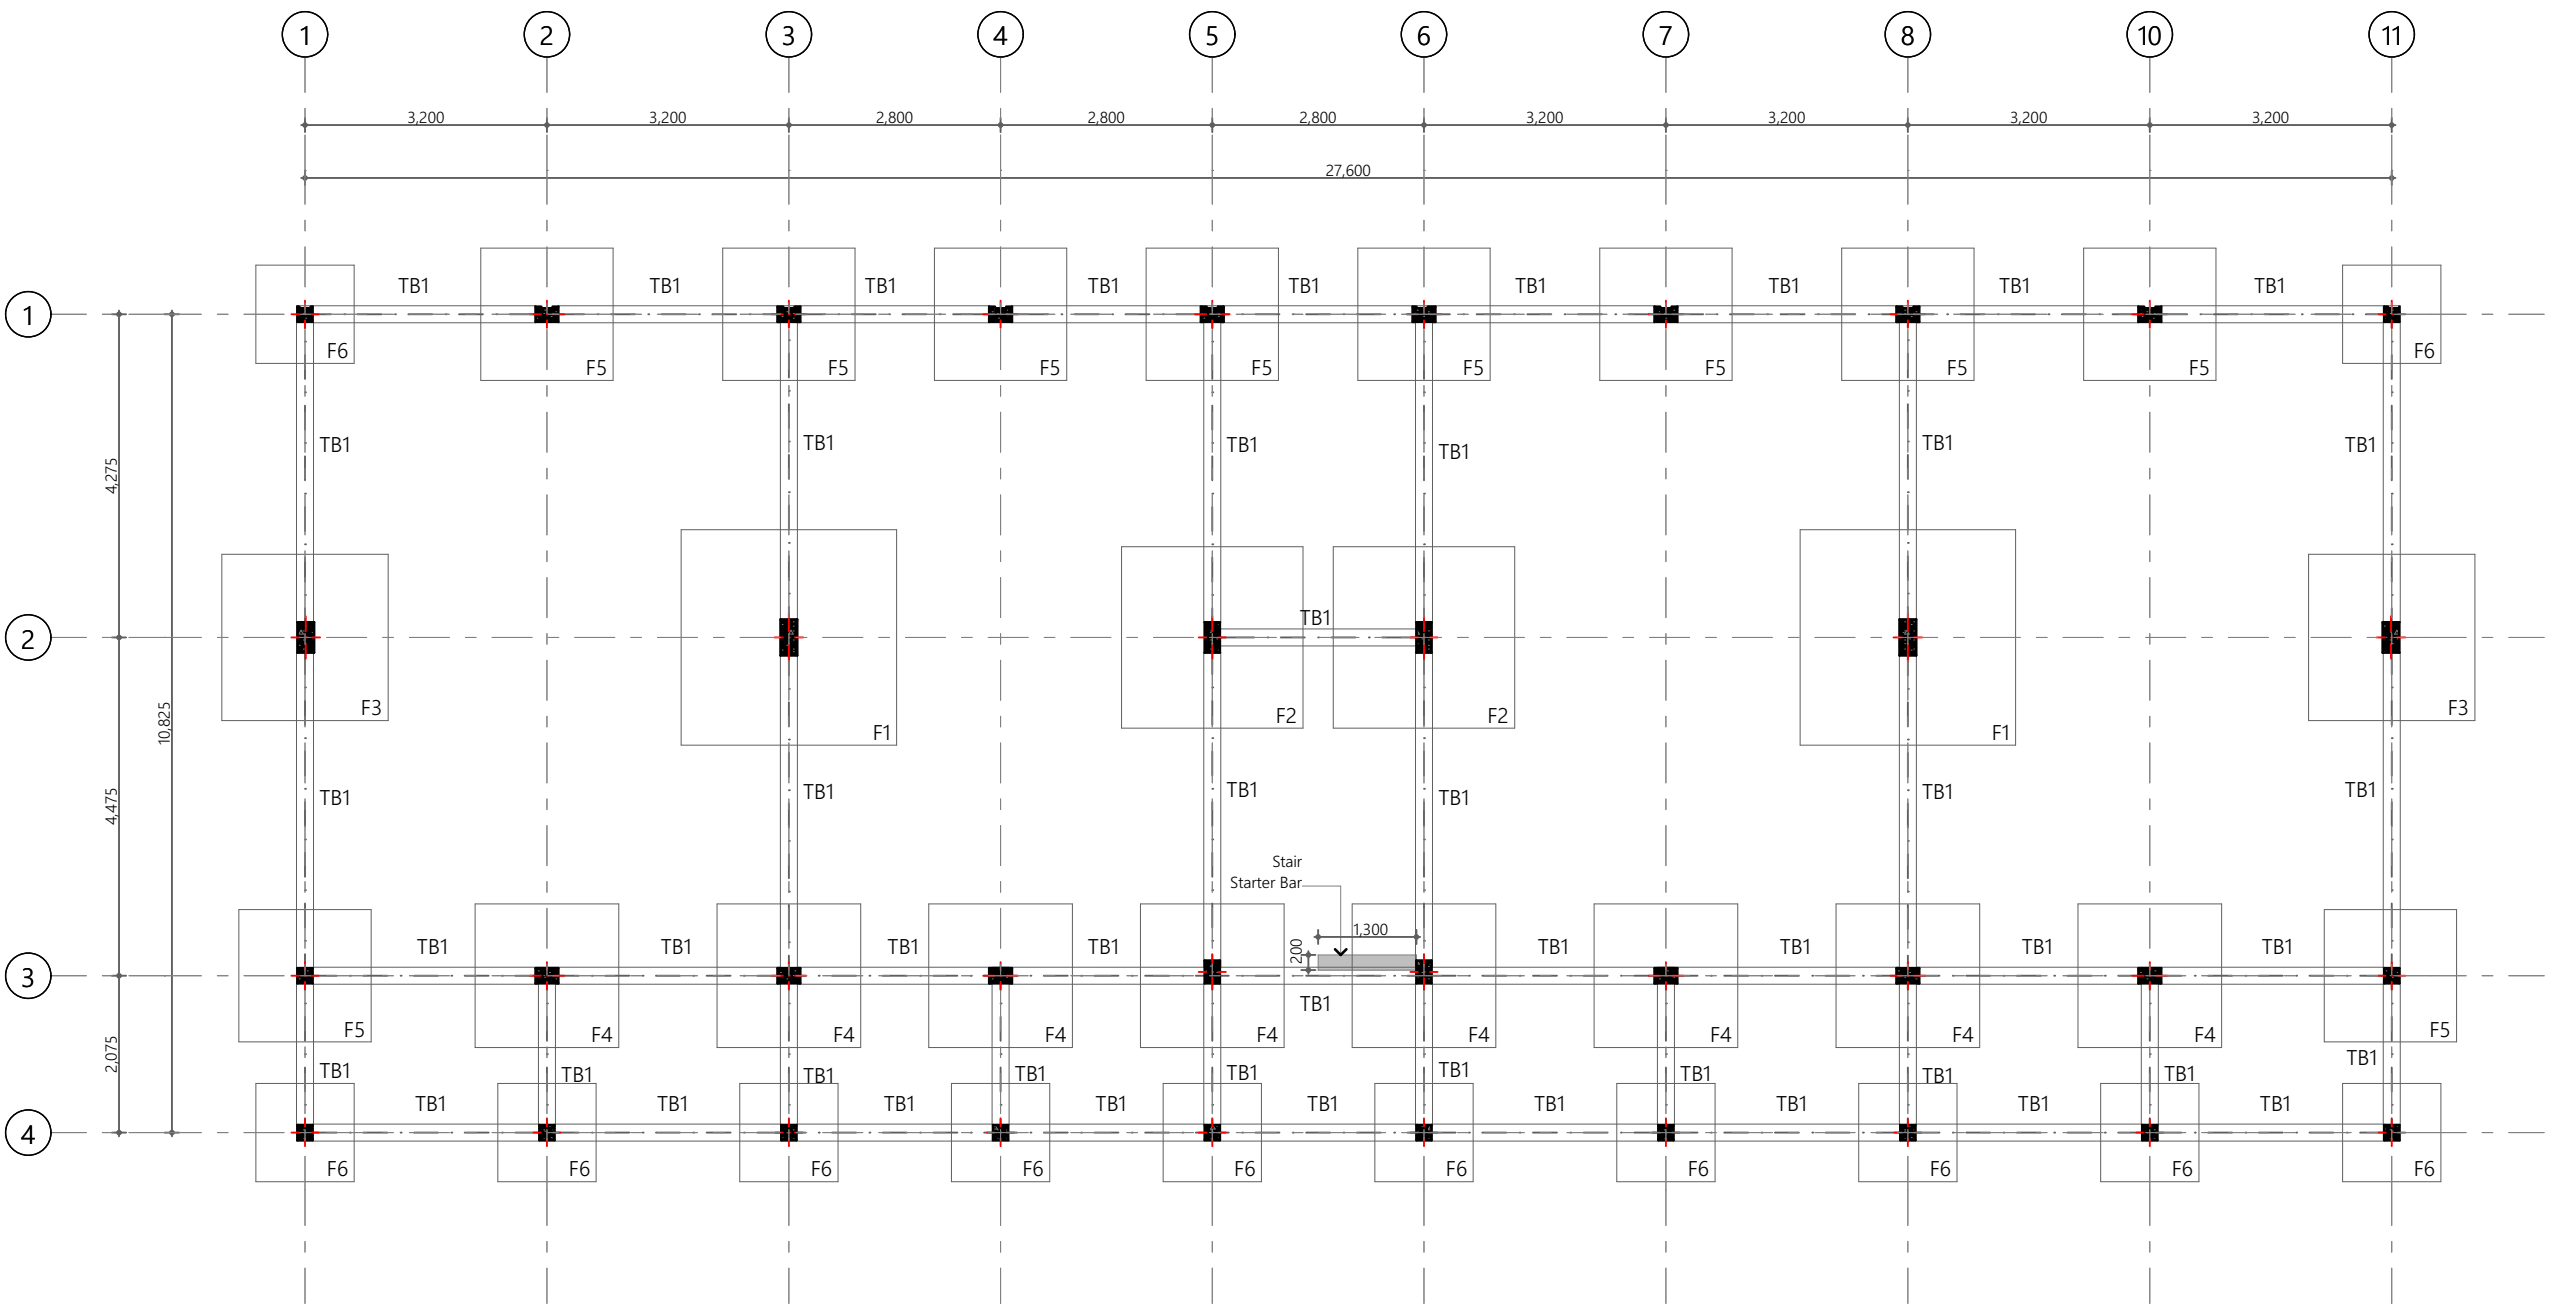 1 2 3 4 5 6 7 8 10 11
3,200 3,200 2,800 2,800 2,800 3,200 3,200 3,200 3,200
27,600
TB1 TB1 TB1 TB1 TB1 TB1 TB1 TB1 TB1
1
F6 F6
F5 F5 F5 F5 F5 F5 F5 F5
TB1 TB1 TB1 TB1 TB1 TB1
4,275
TB1
2
F3 F2 F2 F3
F1 F1
10,825
TB1 TB1 TB1 TB1 TB1 TB1
4,475
Stair
Starter Bar
1,300
200
TB1 TB1 TB1 TB1 TB1 TB1 TB1 TB1
3
TB1
F5 F4 F4 F4 F4 F4 F4 F4 F4 F5
2,075
TB1 TB1 TB1 TB1 TB1 TB1 TB1 TB1 TB1 TB1
TB1 TB1 TB1 TB1 TB1 TB1 TB1 TB1 TB1
4
F6 F6 F6 F6 F6 F6 F6 F6 F6 F6